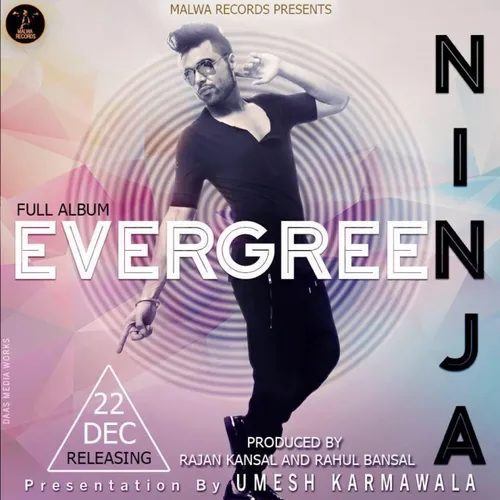 MALWA RECORDS PRESENTS
MALWA
RECORDS
NINJA
FULL ALBUM
EVERGREEN
DAAS MEDIA WORKS
22
DEC
RELEASING
PRODUCED BY
RAJAN KANSAL AND RAHUL BANSAL
Presentation By UMESH KARMAWALA